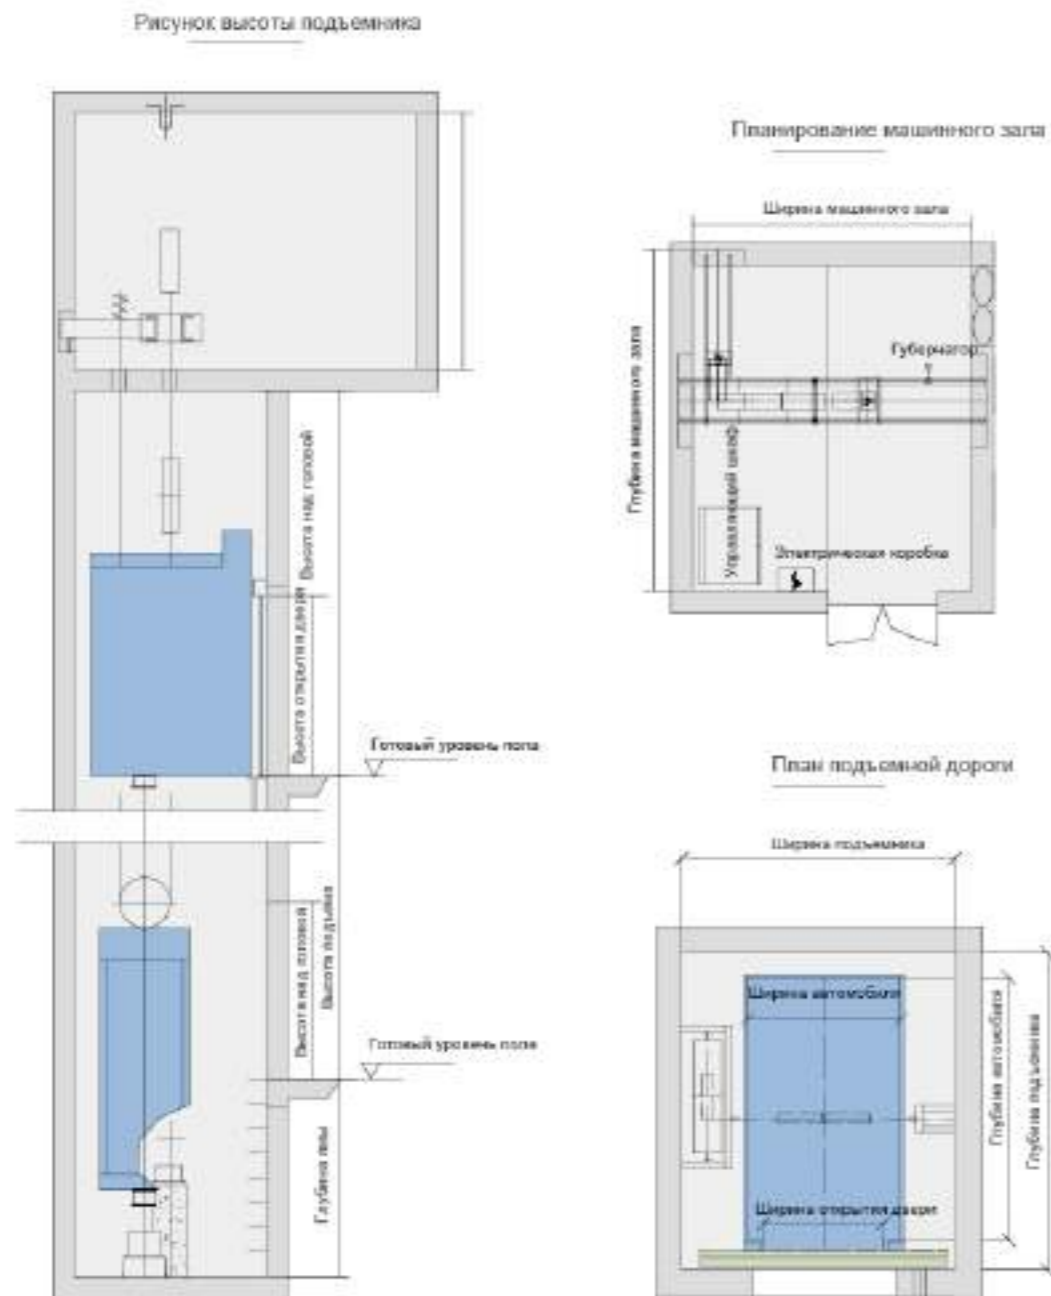 Рисунок высоты подъемника
Высота над головой
Высота открытия двери
Готовый уровень пола
Высота над головой
Высота подъема
Готовый уровень пола
Глубина ямы
Планирование машинного зала
Ширина машинного зала
Глубина машинного зала
Губернатор
Управляющий шкаф
Электрическая коробка
План подъемной дороги
Ширина подъемника
Ширина автомобиля
Глубина автомобиля
Глубина подъемника
Ширина открытия двери